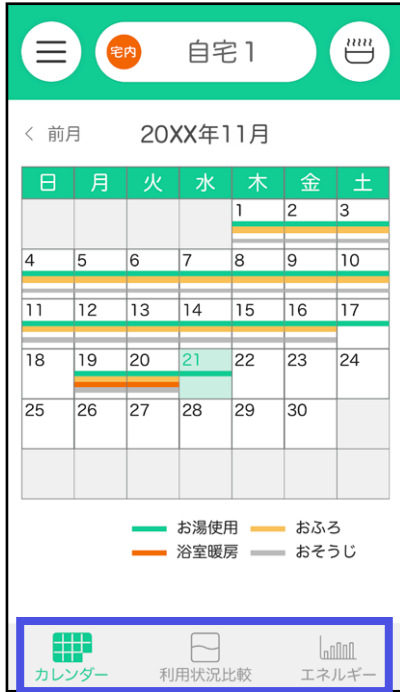 宅内 自宅1
< 前月 20XX年11月
日 月 火 水 木 金 土
1 2 3
4 5 6 7 8 9 10
11 12 13 14 15 16 17
18 19 20 21 22 23 24
25 26 27 28 29 30
お湯使用 おふろ
浴室暖房 おそうじ
カレンダー 利用状況比較 エネルギー